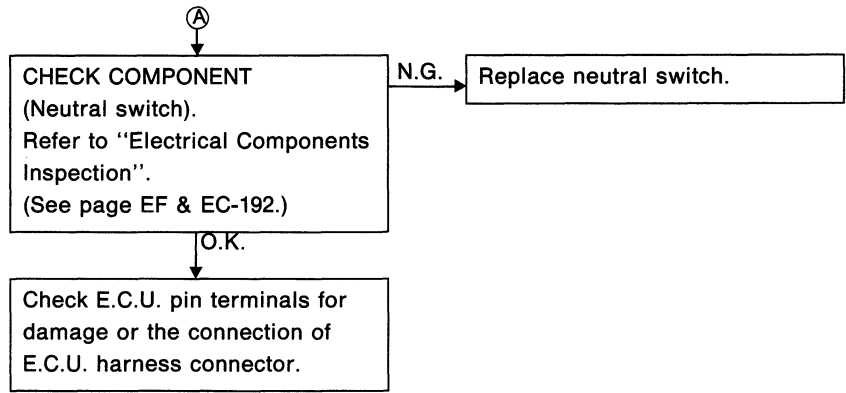 A
CHECK COMPONENT
(Neutral switch).
Refer to "Electrical Components
Inspection".
(See page EF & EC-192.)
N.G.
Replace neutral switch.
O.K.
Check E.C.U. pin terminals for
damage or the connection of
E.C.U. harness connector.